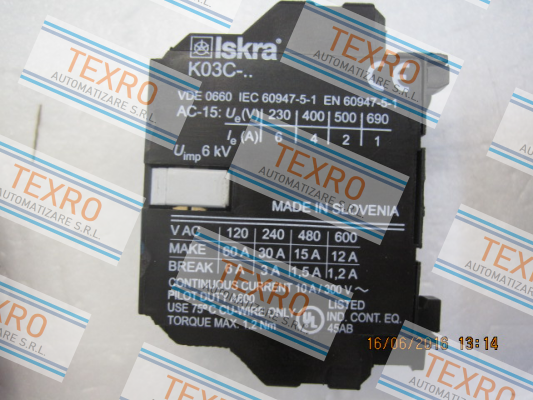 Iskra
K03C-..
VDE 0660 IEC 60947-5-1 EN 60947-5-1
AC-15: Ue(V) 230 400 500 690
Ie(A) 6 4 2 1
Uimp 6 kV
CE
MADE IN SLOVENIA
V AC 120 240 480 600
MAKE 60 A 30 A 15 A 12 A
BREAK 6 A 3 A 1,5 A 1,2 A
CONTINUOUS CURRENT 10 A / 300 V ~
PILOT DUTY A600
USE 75°C CU-WIRE ONLY
TORQUE MAX. 1,2 Nm
UL
LISTED
IND. CONT. EQ.
45AB
16/06/2016 13:14
TEXRO
AUTOMATIZARE S.R.L.